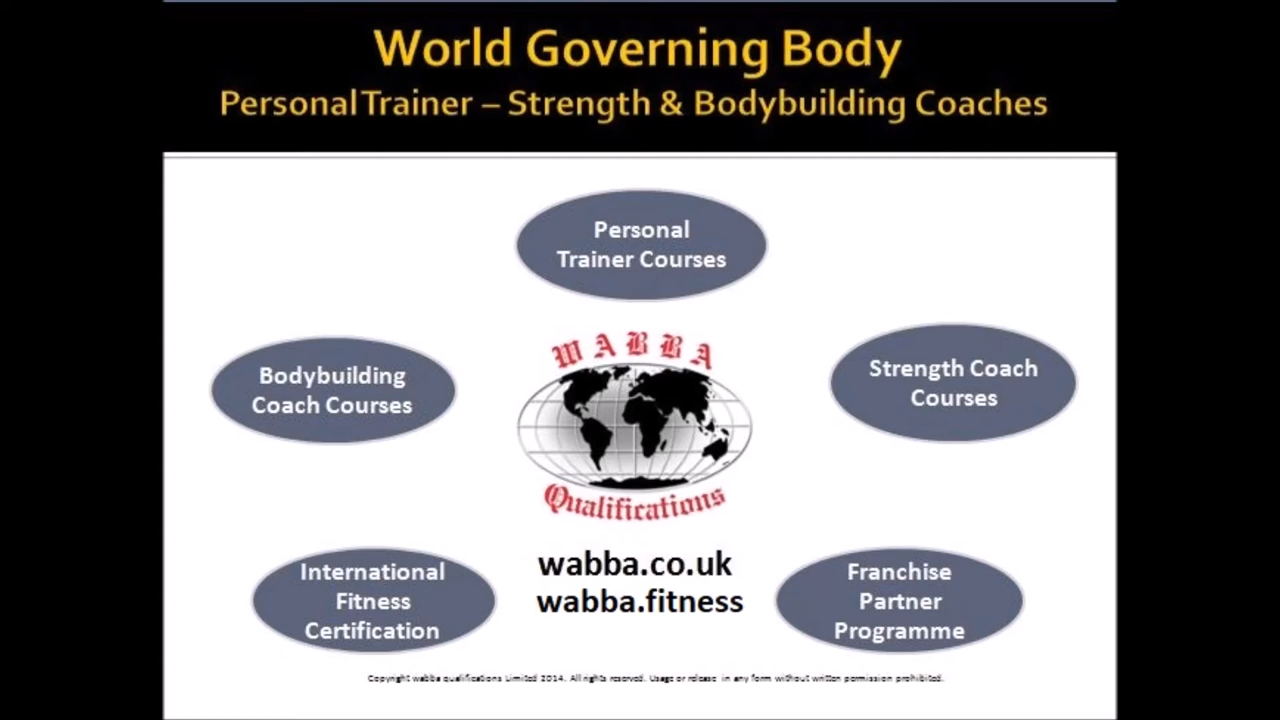 World Governing Body
Personal Trainer – Strength & Bodybuilding Coaches
Personal
Trainer Courses
Bodybuilding
Coach Courses
Strength Coach
Courses
WABBA
Qualifications
International
Fitness
Certification
wabba.co.uk
wabba.fitness
Franchise
Partner
Programme
Copyright wabba qualifications Limited 2014. All rights reserved. Usage or release in any form without written permission prohibited.